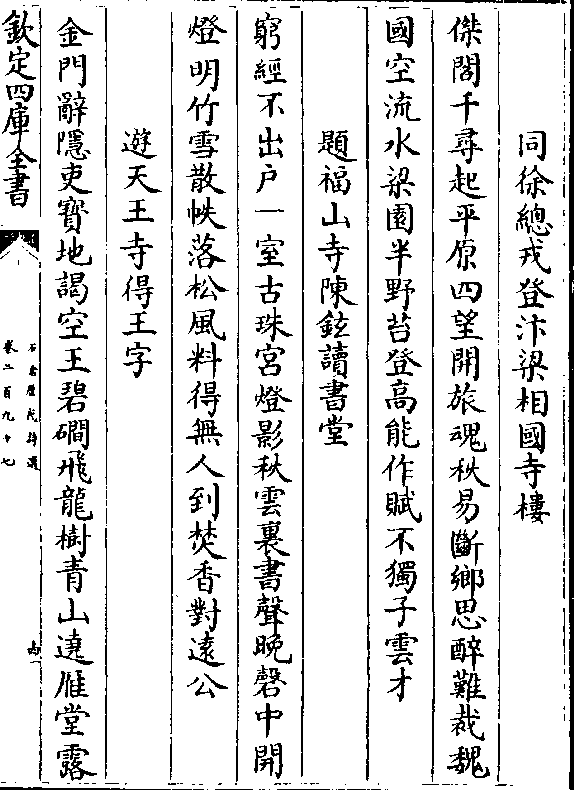 同徐總戎登汴梁相國寺樓
傑閣千尋起平原四望開旅魂秋易斷鄉思醉難裁魏
國空流水梁園半野苔登高能作賦不獨子雲才
題福山寺陳鉉讀書堂
窮經不出户一室古珠宮燈影秋雲裏書聲晚磬中開
燈明竹雪散帙落松風料得無人到焚香對遠公
遊天王寺得王字
金門辭隱吏寶地謁空王碧磵飛龍樹青山遶雁堂露
欽定四庫全書
石倉歴代詩選
卷二百九十七